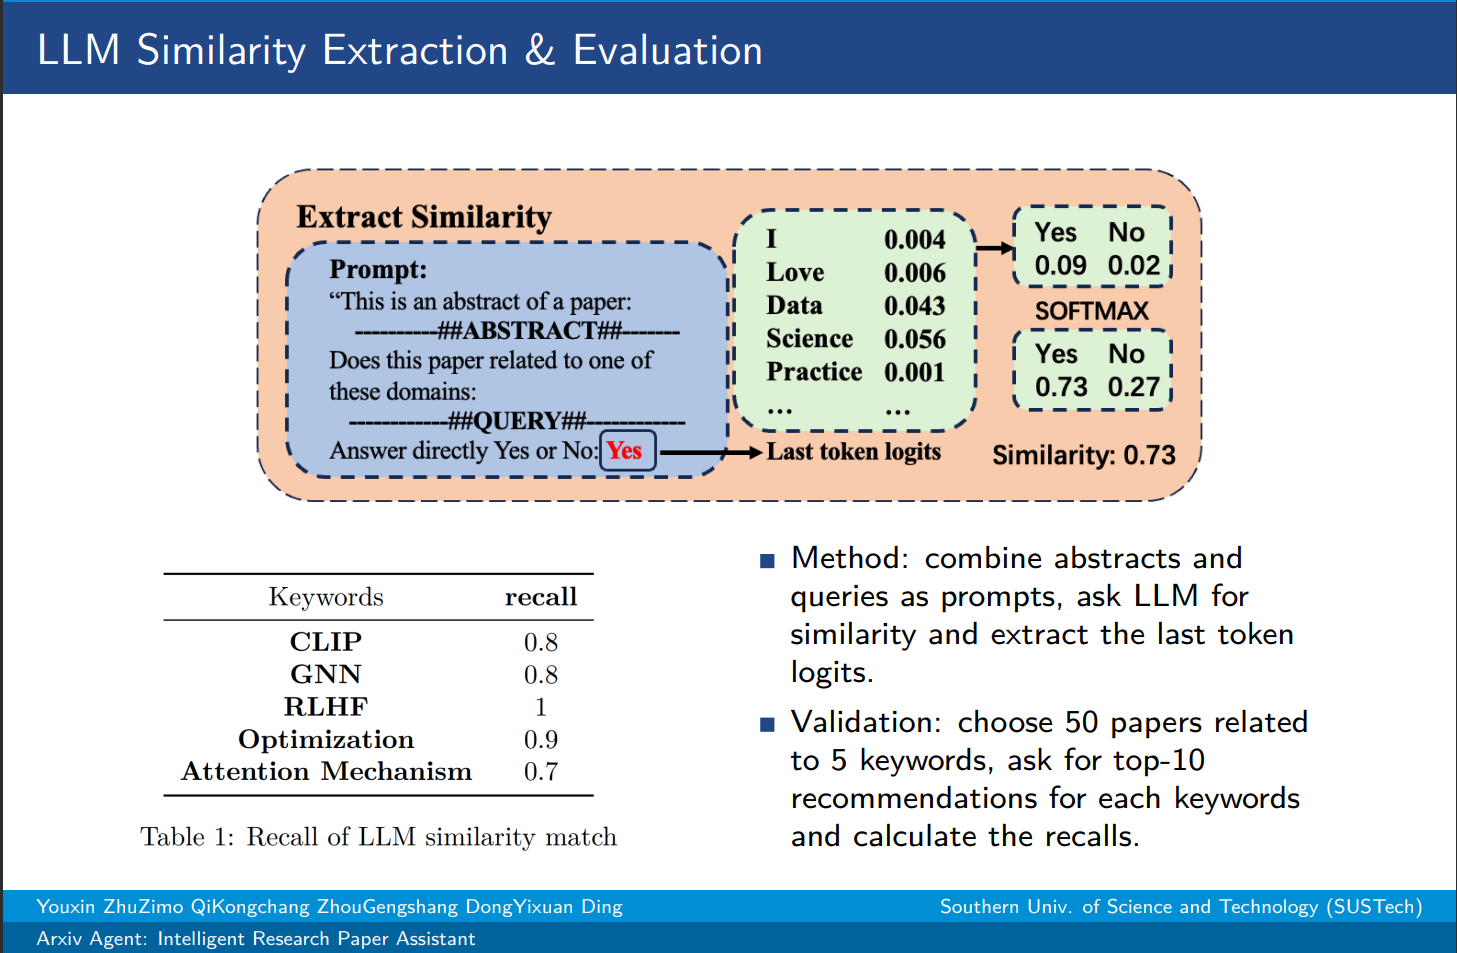 LLM Similarity Extraction & Evaluation
Extract Similarity
Prompt:
“This is an abstract of a paper:
----------##ABSTRACT##-------
Does this paper related to one of
these domains:
------------##QUERY##------------
Answer directly Yes or No: Yes
I 0.004
Love 0.006
Data 0.043
Science 0.056
Practice 0.001
... ...
Last token logits
Yes No
0.09 0.02
SOFTMAX
Yes No
0.73 0.27
Similarity: 0.73
Keywords recall
CLIP 0.8
GNN 0.8
RLHF 1
Optimization 0.9
Attention Mechanism 0.7
Table 1: Recall of LLM similarity match
Method: combine abstracts and
queries as prompts, ask LLM for
similarity and extract the last token
logits.
Validation: choose 50 papers related
to 5 keywords, ask for top-10
recommendations for each keywords
and calculate the recalls.
Youxin ZhuZimo QiKongchang ZhouGengshang DongYixuan Ding
Southern Univ. of Science and Technology (SUSTech)
Arxiv Agent: Intelligent Research Paper Assistant